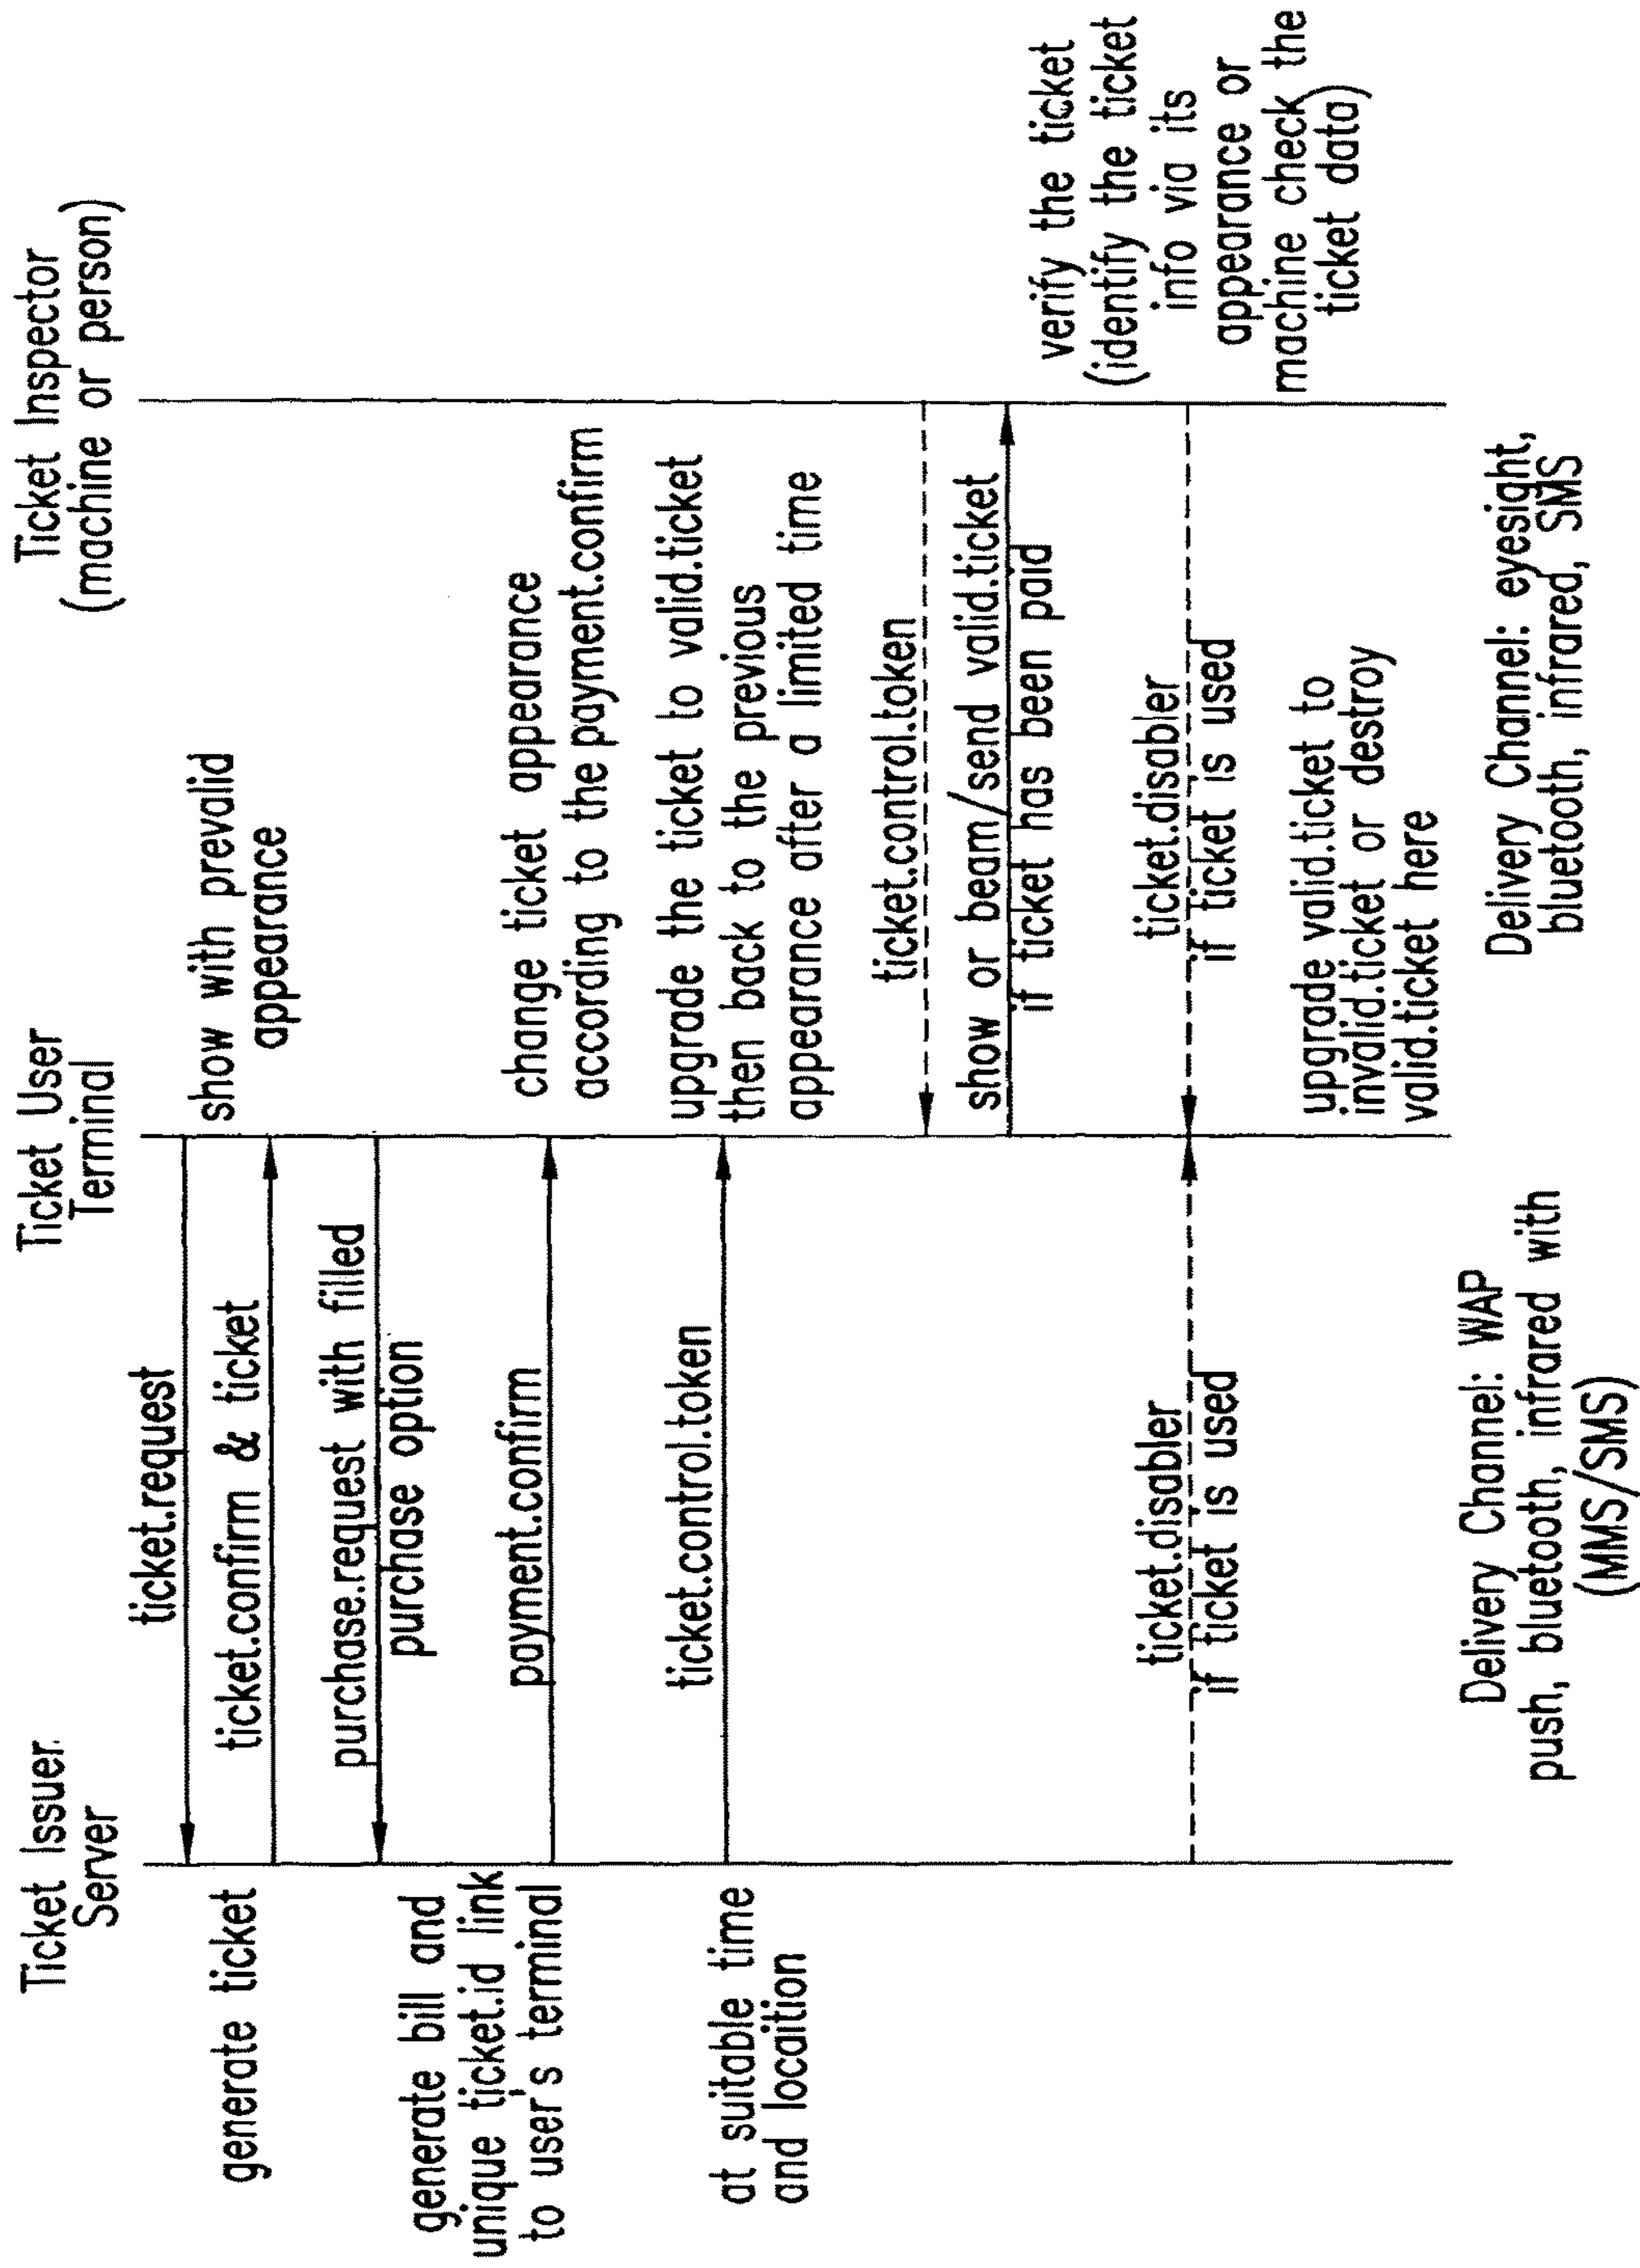 Ticket Issuer
Server
Ticket User
Terminal
Ticket Inspector
(machine or person)
ticket.request
show with prevalid
appearance
generate ticket
ticket.confirm & ticket
purchase.request with filled
purchase option
generate bill and
unique ticket.id link
to user's terminal
payment.confirm
change ticket appearance
according to the payment.confirm
at suitable time
and location
ticket.control.token
upgrade the ticket to valid.ticket
then back to the previous
appearance after a limited time
ticket.control.token
show or beam/send valid.ticket
if ticket has been paid
verify the ticket
(identify the ticket
info via its
appearance or
machine check the
ticket data)
ticket.disabler
if ticket is used
ticket.disabler
if ticket is used
upgrade valid.ticket to
invalid.ticket or destroy
valid.ticket here
Delivery Channel: WAP
push, bluetooth, infrared with
(MMS/SMS)
Delivery Channel: eyesight,
bluetooth, infrared, SMS